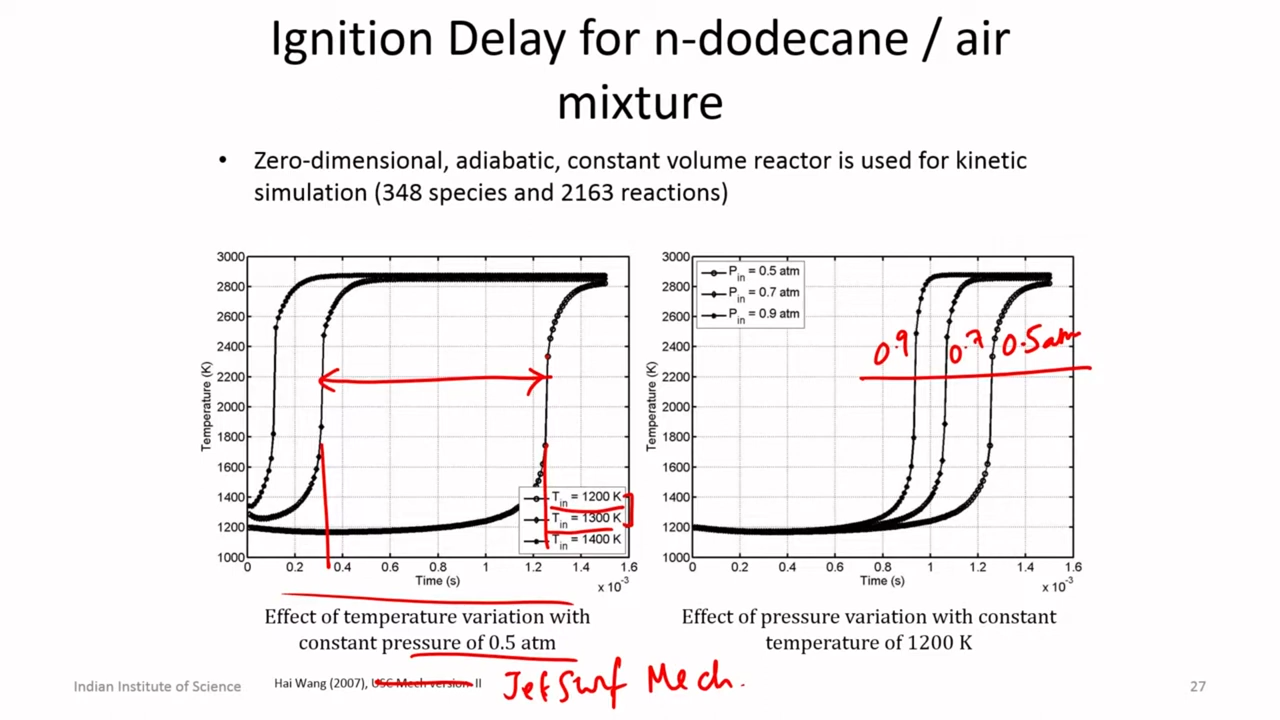 Ignition Delay for n-dodecane / air
mixture
• Zero-dimensional, adiabatic, constant volume reactor is used for kinetic
simulation (348 species and 2163 reactions)
3000
2800
2600
2400
2200
2000
1800
1600
1400
1200
1000
Temperature (K)
0 0.2 0.4 0.6 0.8 1 1.2 1.4 1.6
Time (s)
x 10⁻³
T_in = 1200 K
T_in = 1300 K
T_in = 1400 K
Effect of temperature variation with
constant pressure of 0.5 atm
3000
2800
2600
2400
2200
2000
1800
1600
1400
1200
1000
Temperature (K)
P_in = 0.5 atm
P_in = 0.7 atm
P_in = 0.9 atm
0.9 0.7 0.5 atm
0 0.2 0.4 0.6 0.8 1 1.2 1.4 1.6
Time (s)
x 10⁻³
Effect of pressure variation with constant
temperature of 1200 K
Indian Institute of Science
Hai Wang (2007), USC Mech version II
JetSurf Mech.
27